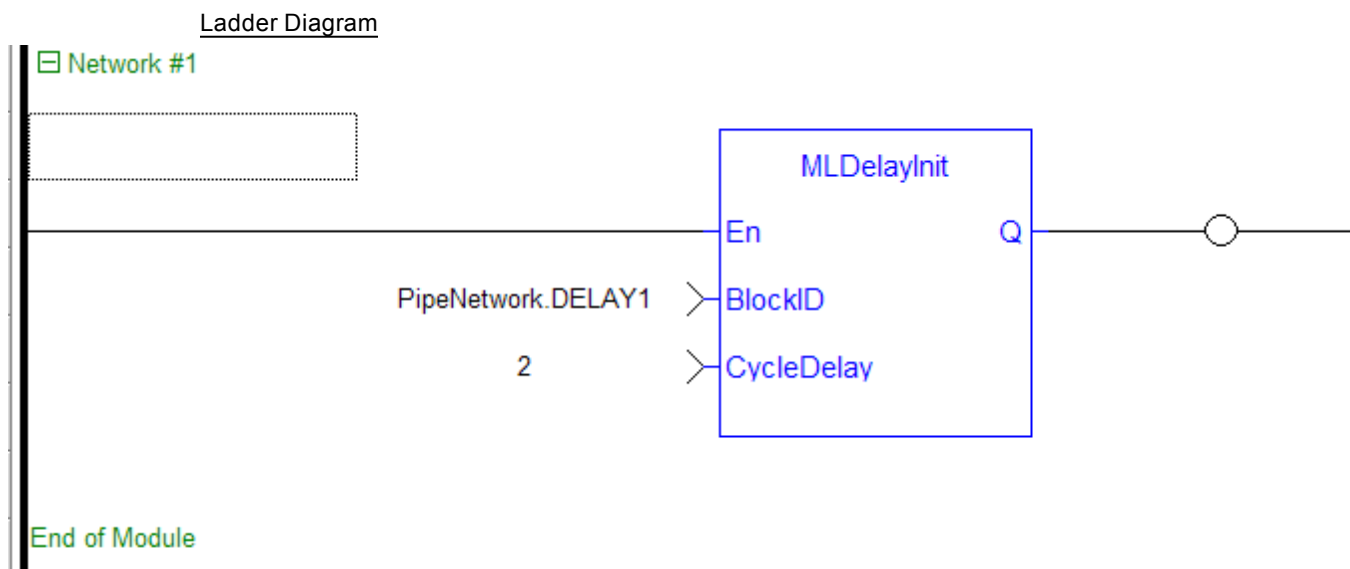 Ladder Diagram
Network #1
MLDelayInit
En Q
PipeNetwork.DELAY1 BlockID
2 CycleDelay
End of Module